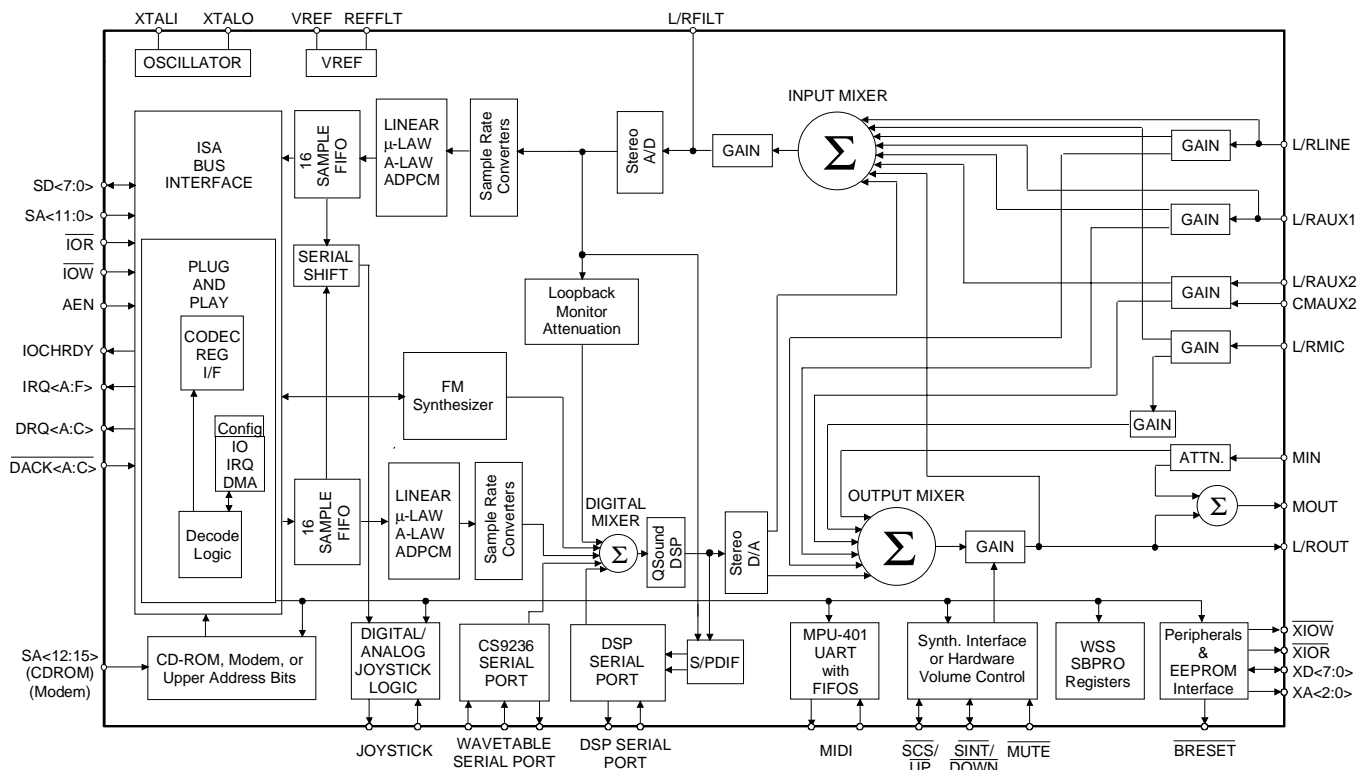 XTALI
XTALO
VREF
REFFLT
L/RFILT
OSCILLATOR
VREF
INPUT MIXER
ISA
BUS
INTERFACE
16
SAMPLE
FIFO
LINEAR
µ-LAW
A-LAW
ADPCM
Sample Rate
Converters
Stereo
A/D
GAIN
Σ
GAIN
L/RLINE
GAIN
L/RAUX1
GAIN
L/RAUX2
CMAUX2
GAIN
L/RMIC
GAIN
SD<7:0>
SA<11:0>
IOR
IOW
AEN
IOCHRDY
IRQ<A:F>
DRQ<A:C>
DACK<A:C>
PLUG
AND
PLAY
CODEC
REG
I/F
Config
IO
IRQ
DMA
Decode
Logic
SERIAL
SHIFT
Loopback
Monitor
Attenuation
FM
Synthesizer
16
SAMPLE
FIFO
LINEAR
µ-LAW
A-LAW
ADPCM
Sample Rate
Converters
DIGITAL
MIXER
Σ
QSound
DSP
Stereo
D/A
OUTPUT MIXER
Σ
GAIN
ATTN.
MIN
Σ
MOUT
L/ROUT
SA<12:15>
(CDROM)
(Modem)
CD-ROM, Modem, or
Upper Address Bits
DIGITAL/
ANALOG
JOYSTICK
LOGIC
CS9236
SERIAL
PORT
DSP
SERIAL
PORT
S/PDIF
MPU-401
UART
with
FIFOS
Synth. Interface
or Hardware
Volume Control
WSS
SBPRO
Registers
Peripherals
&
EEPROM
Interface
XIOW
XIOR
XD<7:0>
XA<2:0>
JOYSTICK
WAVETABLE
SERIAL PORT
DSP SERIAL
PORT
MIDI
SCS/
UP
SINT/
DOWN
MUTE
BRESET